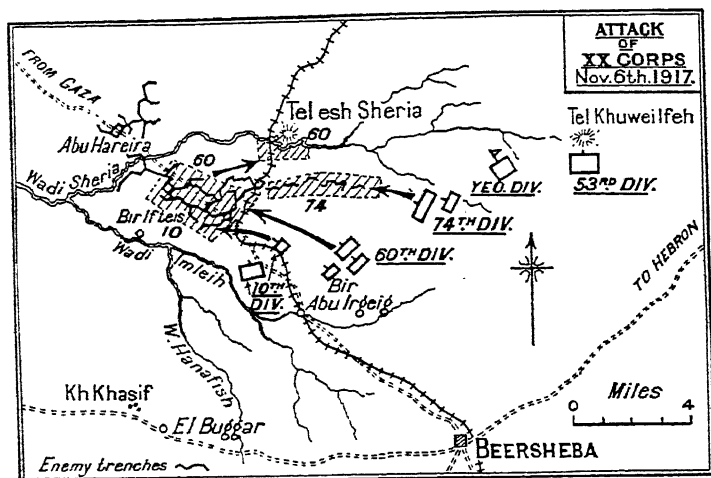 ATTACK
OF
XX CORPS
Nov. 6th. 1917.
FROM GAZA
Tel esh Sheria
60
Tel Khuweilfeh
Abu Hareira
60
Wadi Sheria
YEO. DIV.
53RD DIV.
74
74TH DIV.
Bir Ifteis
10
60TH DIV.
Wadi Imleih
10TH
DIV.
Bir
Abu Irgeig
TO HEBRON
W. Hanafish
Miles
0 4
Kh Khasif
El Buggar
BEERSHEBA
Enemy trenches